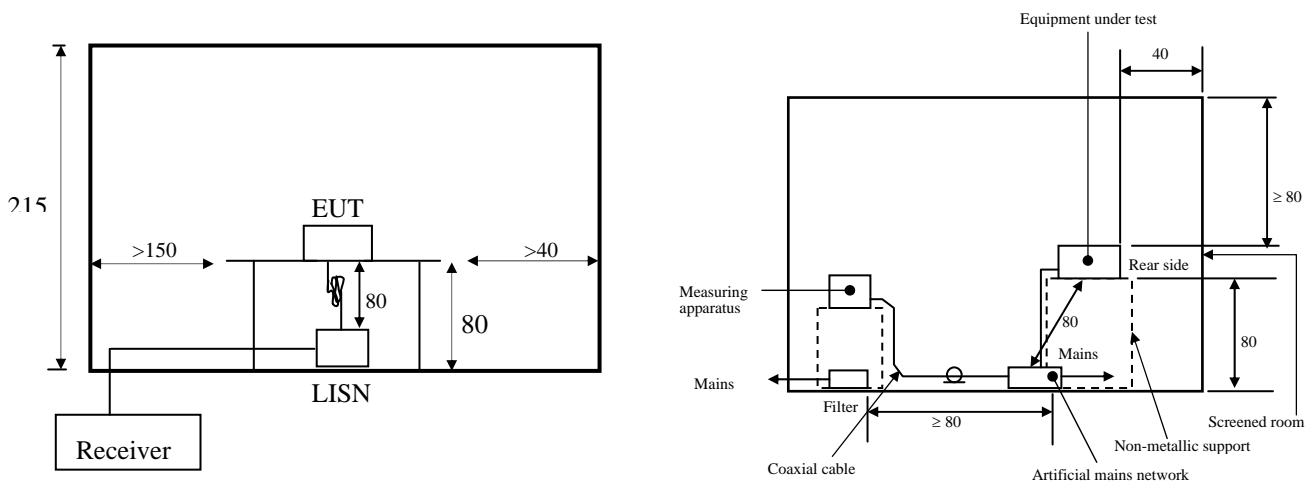 215
EUT
>150
>40
80
80
LISN
Receiver
Equipment under test
40
≥ 80
Rear side
Measuring
apparatus
80
80
Mains
Mains
Filter
≥ 80
Screened room
Non-metallic support
Coaxial cable
Artificial mains network